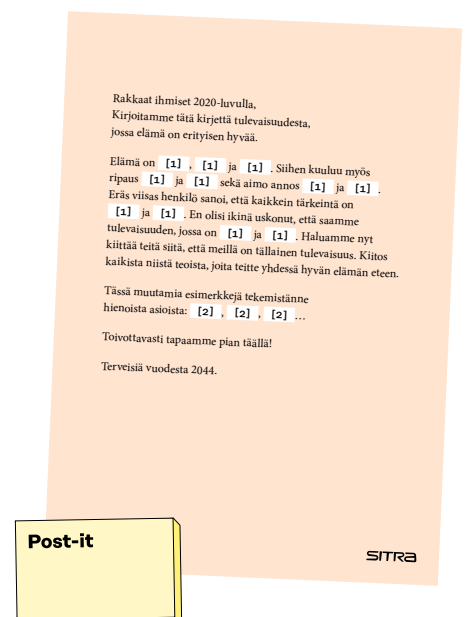 Rakkaat ihmiset 2020-luvulla,
Kirjoitamme tätä kirjettä tulevaisuudesta,
jossa elämä on erityisen hyvää.
Elämä on [1] , [1] ja [1] . Siihen kuuluu myös
ripaus [1] ja [1] sekä aimo annos [1] ja [1] .
Eräs viisas henkilö sanoi, että kaikkein tärkeintä on
[1] ja [1] . En olisi ikinä uskonut, että saamme
tulevaisuuden, jossa on [1] ja [1] . Haluamme nyt
kiittää teitä siitä, että meillä on tällainen tulevaisuus. Kiitos
kaikista niistä teoista, joita teitte yhdessä hyvän elämän eteen.
Tässä muutamia esimerkkejä tekemistänne
hienoista asioista: [2] , [2] , [2] …
Toivottavasti tapaamme pian täällä!
Terveisiä vuodesta 2044.
Post-it
SITRA